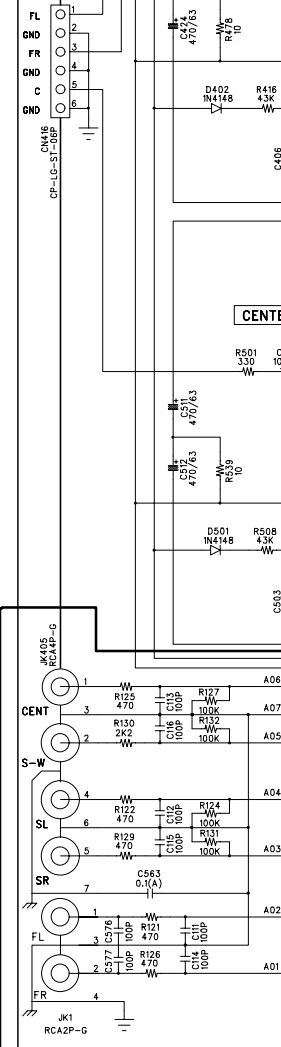 FL 1
GND 2
FR 3
GND 4
C 5
GND 6
CN416
CP-LG-ST-06P
C424
470/63
R478
10
D402
1N4148
R416
43K
C406
CENTE
R501
330
C
10
C511
470/63
C512
470/63
R539
10
D501
1N4148
R508
43K
C503
JK405
RCA4P-G
1
R125
470
C113
100P
R127
100K
A06
CENT
3
A07
R130
2K2
C116
100P
R132
100K
2
A05
S-W
4
R122
470
C112
100P
R124
100K
A04
SL
6
R129
470
C115
100P
R131
100K
5
A03
SR
7
C563
0.1(A)
1
C576
100P
R121
470
C111
100P
A02
FL
3
C577
100P
R126
470
C114
100P
2
A01
FR
4
JK1
RCA2P-G